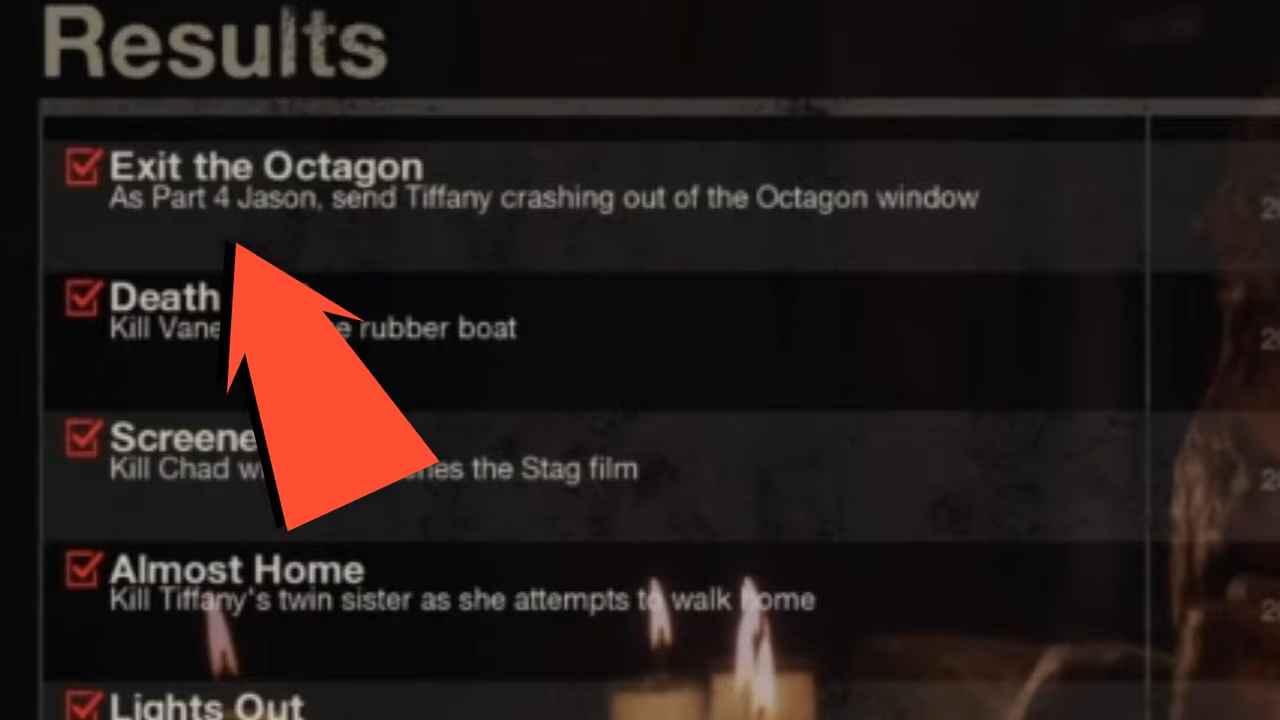 Results
Exit the Octagon
As Part 4 Jason, send Tiffany crashing out of the Octagon window
Death
Kill rubber boat
Kill Chad the Stag film
Almost Home
Kill Tiffany's twin sister as she attempts to walk home
Lights Out